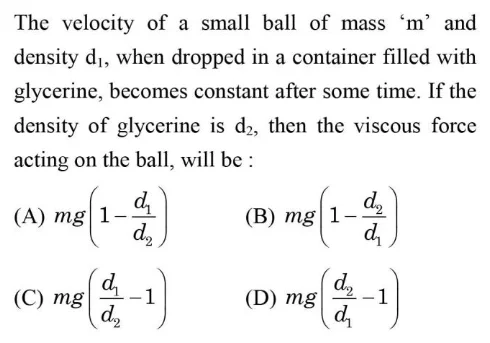 The velocity of a small ball of mass ‘m’ and
density d₁, when dropped in a container filled with
glycerine, becomes constant after some time. If the
density of glycerine is d₂, then the viscous force
acting on the ball, will be :
(A) mg(1 − d₁/d₂) (B) mg(1 − d₂/d₁)
(C) mg(d₁/d₂ − 1) (D) mg(d₂/d₁ − 1)